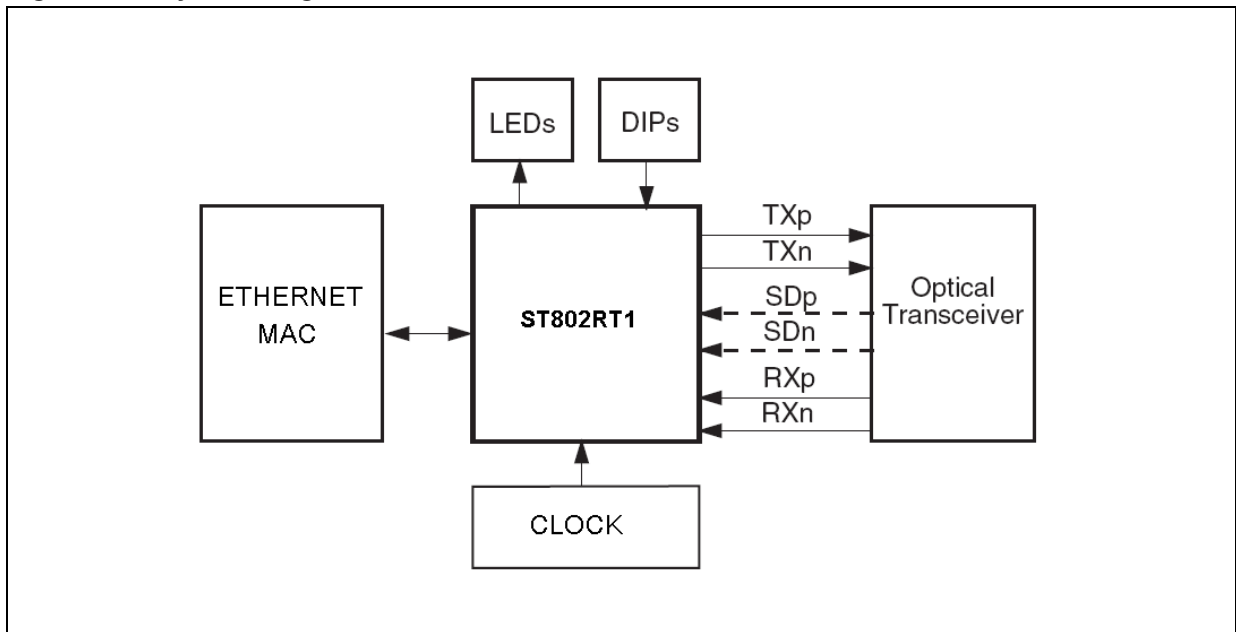 LEDs
DIPs
ETHERNET
MAC
ST802RT1
TXp
TXn
SDp
SDn
RXp
RXn
Optical
Transceiver
CLOCK